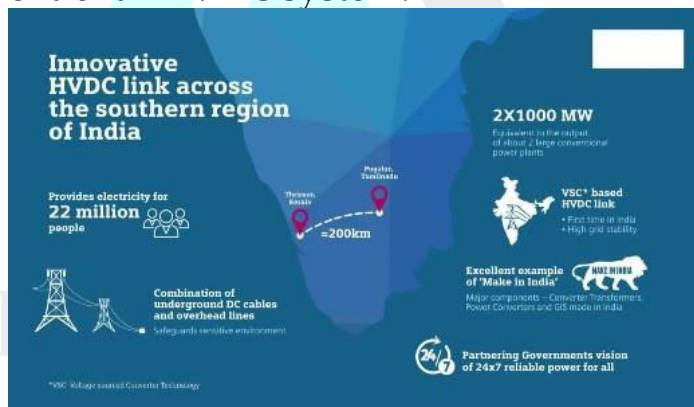 Innovative
HVDC link across
the southern region
of India
Provides electricity for
22 million
people
Combination of
underground DC cables
and overhead lines
Safeguards sensitive environment
*VSC Voltage sourced Converter Technology
Thrissur,
Kerala
Pugalur,
Tamilnadu
≈200km
2X1000 MW
Equivalent to the output
of about 2 large conventional
power plants
VSC* based
HVDC link
• First time in India
• High grid stability
Excellent example
of 'Make in India'
MAKE IN INDIA
Major components – Converter Transformers,
Power Converters and GIS made in India
24/7
Partnering Governments vision
of 24x7 reliable power for all